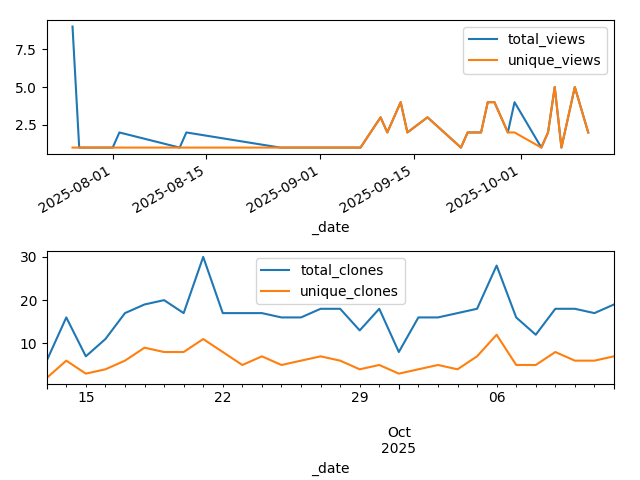 7.5
5.0
2.5
total_views
unique_views
2025-08-01
2025-08-15
2025-09-01
2025-09-15
2025-10-01
_date
30
20
10
total_clones
unique_clones
15
22
29
06
Oct
2025
_date